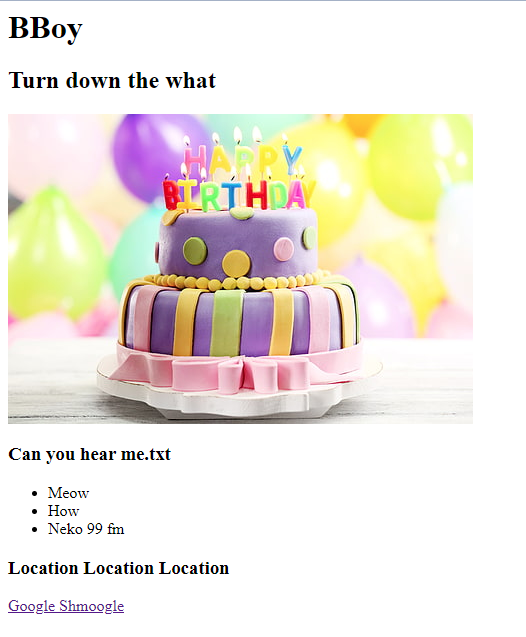 BBoy
Turn down the what
HAPPY
BIRTHDAY
Can you hear me.txt
Meow
How
Neko 99 fm
Location Location Location
Google Shmoogle